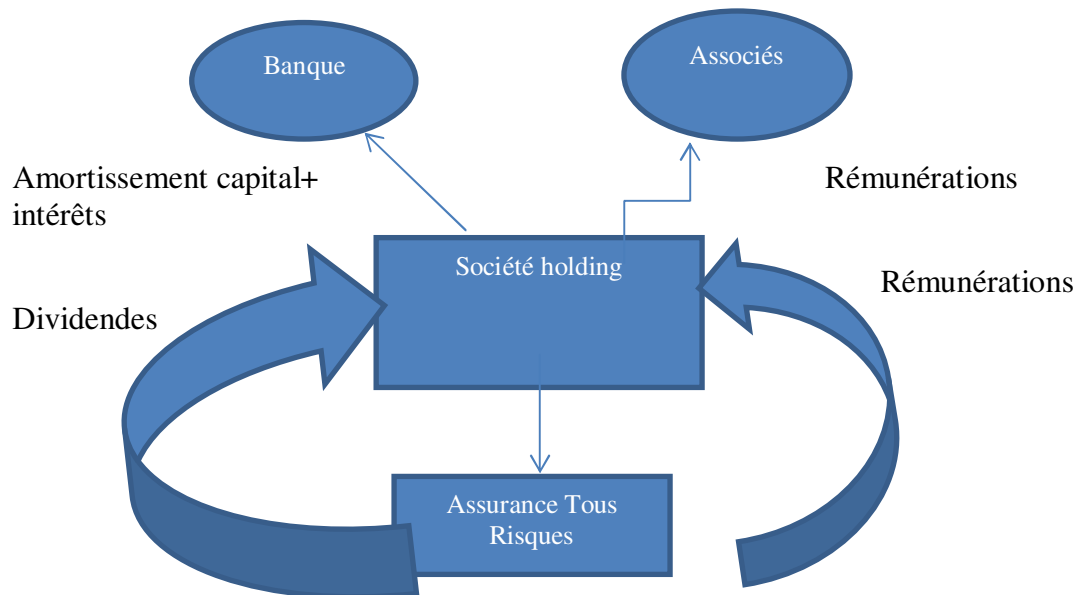 Banque
Associés
Amortissement capital+
intérêts
Rémunérations
Société holding
Dividendes
Rémunérations
Assurance Tous
Risques